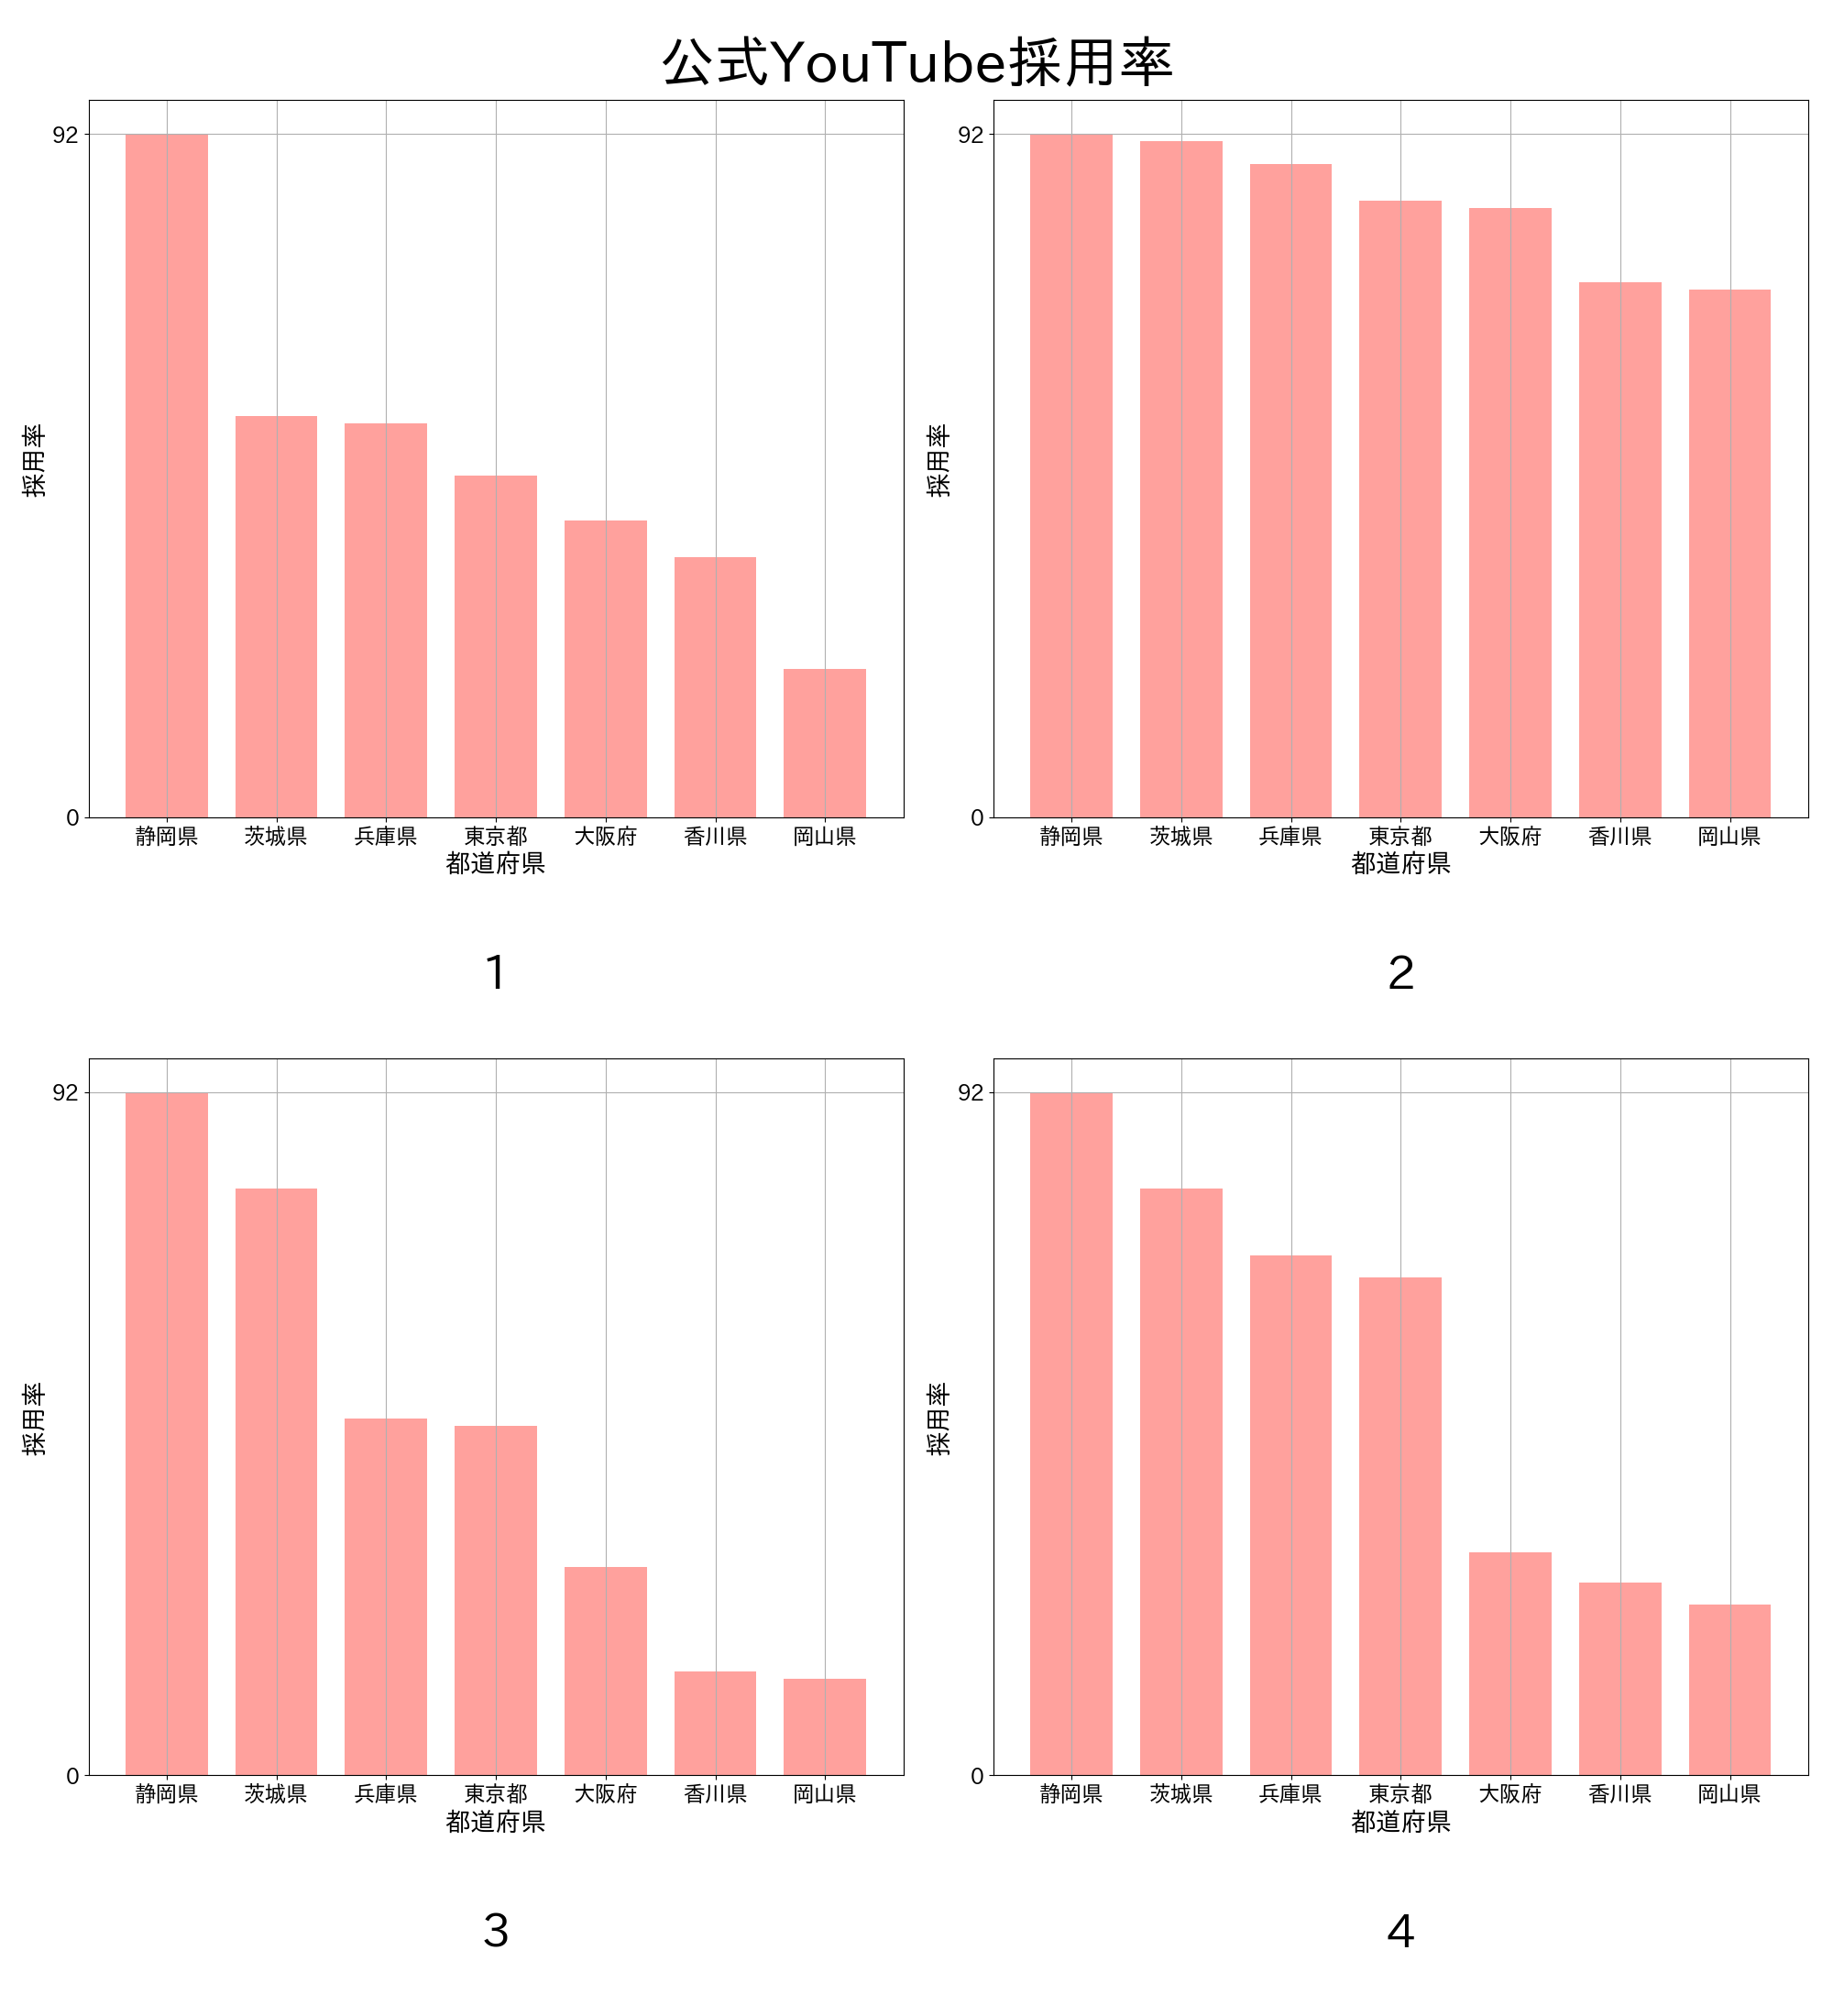 公式YouTube採用率
92
0
採用率
静岡県 茨城県 兵庫県 東京都 大阪府 香川県 岡山県
都道府県
1
92
0
採用率
静岡県 茨城県 兵庫県 東京都 大阪府 香川県 岡山県
都道府県
2
92
0
採用率
静岡県 茨城県 兵庫県 東京都 大阪府 香川県 岡山県
都道府県
3
92
0
採用率
静岡県 茨城県 兵庫県 東京都 大阪府 香川県 岡山県
都道府県
4